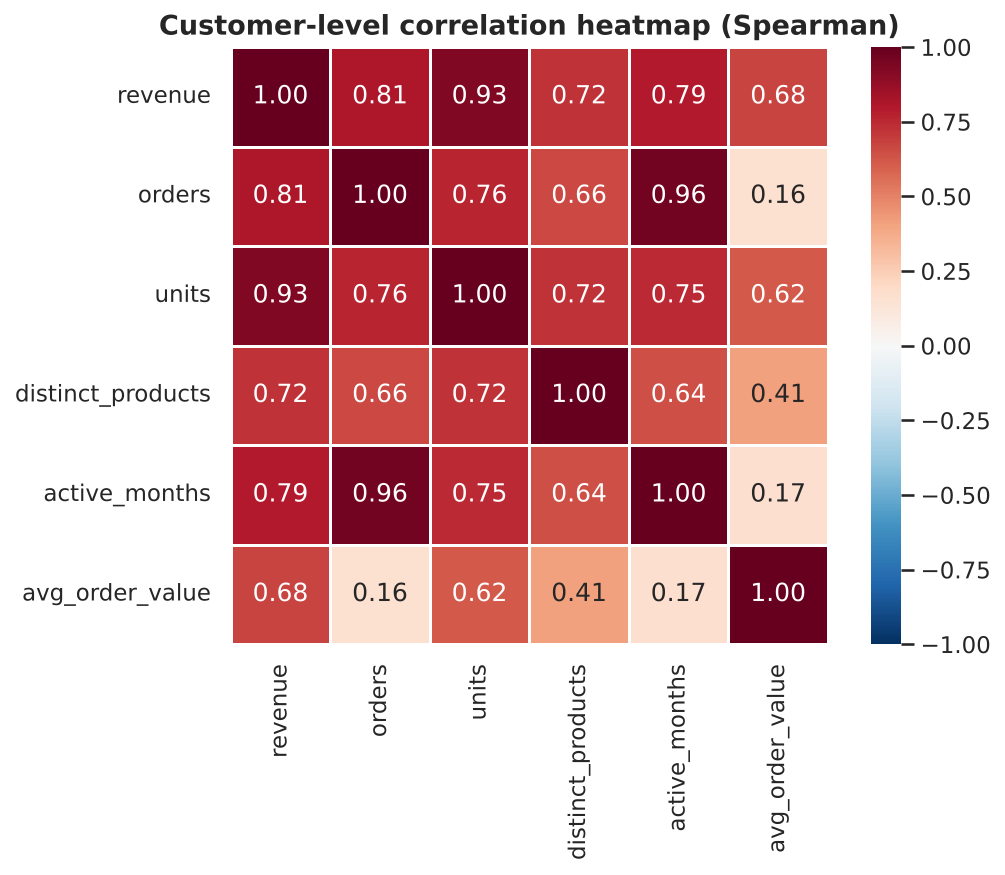 Customer-level correlation heatmap (Spearman)
revenue 1.00 0.81 0.93 0.72 0.79 0.68
orders 0.81 1.00 0.76 0.66 0.96 0.16
units 0.93 0.76 1.00 0.72 0.75 0.62
distinct_products 0.72 0.66 0.72 1.00 0.64 0.41
active_months 0.79 0.96 0.75 0.64 1.00 0.17
avg_order_value 0.68 0.16 0.62 0.41 0.17 1.00
revenue
orders
units
distinct_products
active_months
avg_order_value
1.00
0.75
0.50
0.25
0.00
−0.25
−0.50
−0.75
−1.00